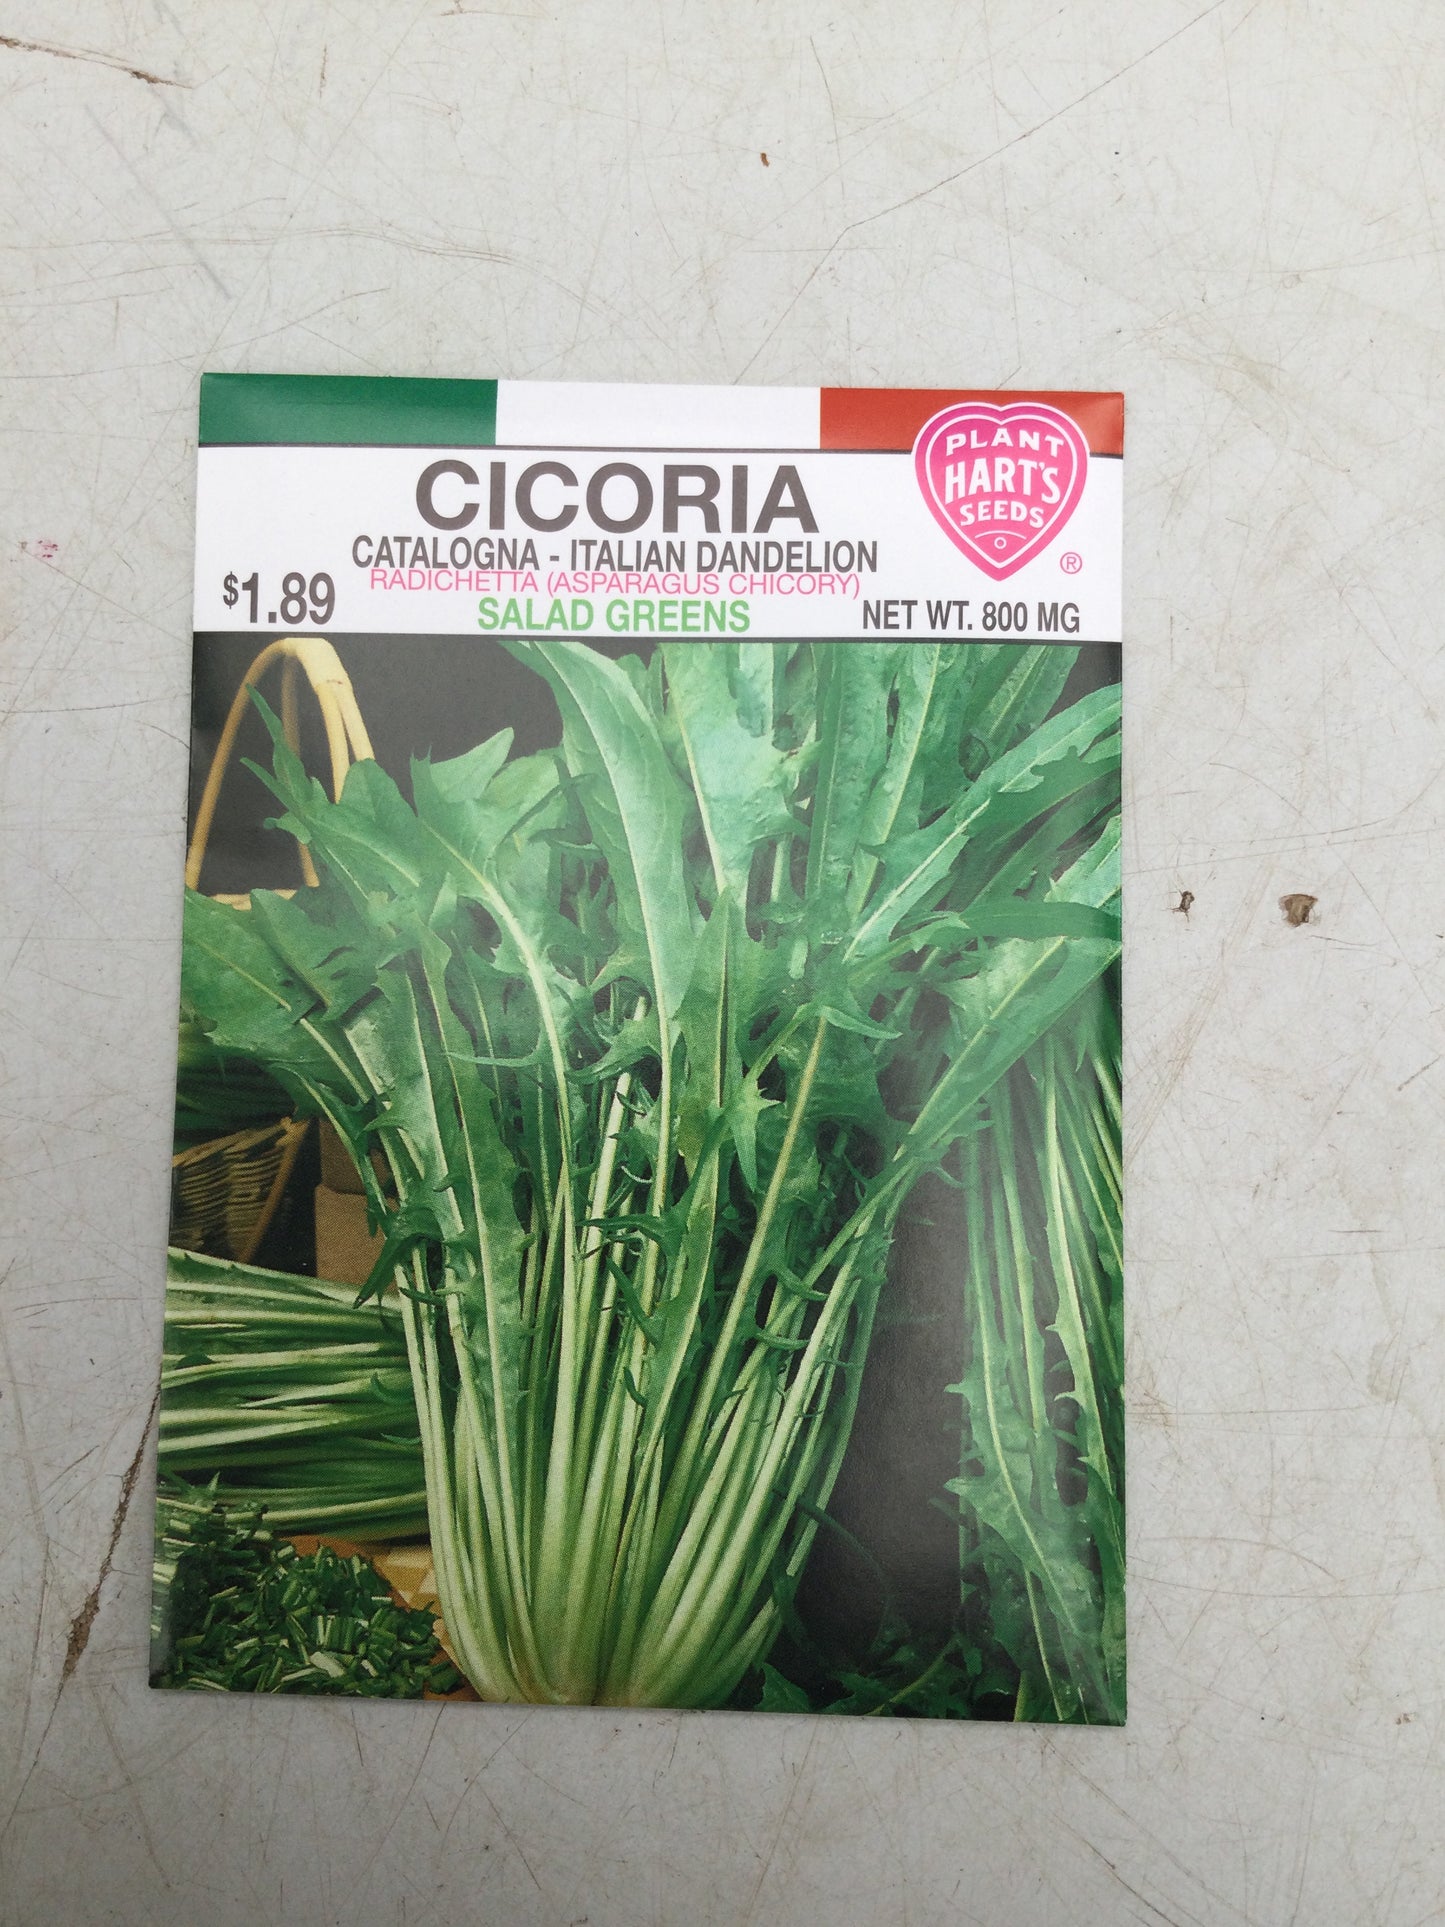 PLANT
HART'S
SEEDS
®
CICORIA
CATALOGNA - ITALIAN DANDELION
RADICHETTA (ASPARAGUS CHICORY)
$1.89
SALAD GREENS
NET WT. 800 MG